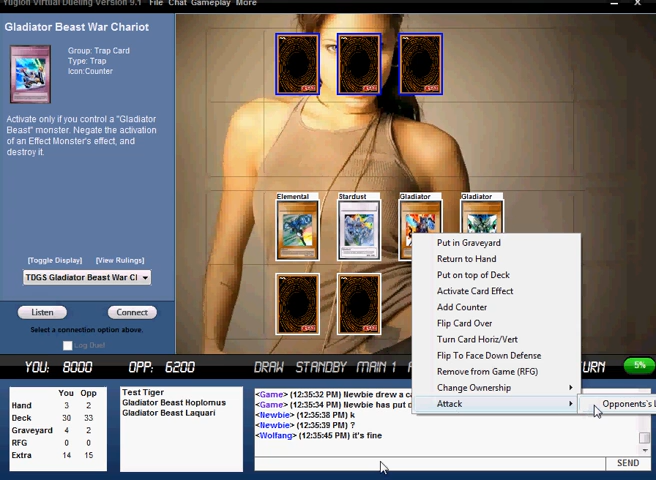 Yugioh Virtual Dueling Version 9.1 File Chat Gameplay More
Gladiator Beast War Chariot
Group: Trap Card
Type: Trap
Icon:Counter
Activate only if you control a "Gladiator
Beast" monster. Negate the activation
of an Effect Monster's effect, and
destroy it.
[Toggle Display] [View Rulings]
TDGS Gladiator Beast War Cl
Listen Connect
Select a connection option above.
Log Duel
Elemental Stardust Gladiator Gladiator
Put in Graveyard
Return to Hand
Put on top of Deck
Activate Card Effect
Add Counter
Flip Card Over
Turn Card Horiz/Vert
Flip To Face Down Defense
Remove from Game (RFG)
Change Ownership
Attack
Opponents's L
YOU: 8000 OPP: 6200 DRAW STANDBY MAIN 1 URN 5%
You Opp
Hand 3 2
Deck 30 33
Graveyard 4 2
RFG 0 0
Extra 14 15
Test Tiger
Gladiator Beast Hoplomus
Gladiator Beast Laquari
<Game> (12:35:32 PM) Newbie drew a ca
<Game> (12:35:34 PM) Newbie has put c
<Newbie> (12:35:38 PM) k
<Newbie> (12:35:39 PM) ?
<Wolfang> (12:35:45 PM) it's fine
SEND